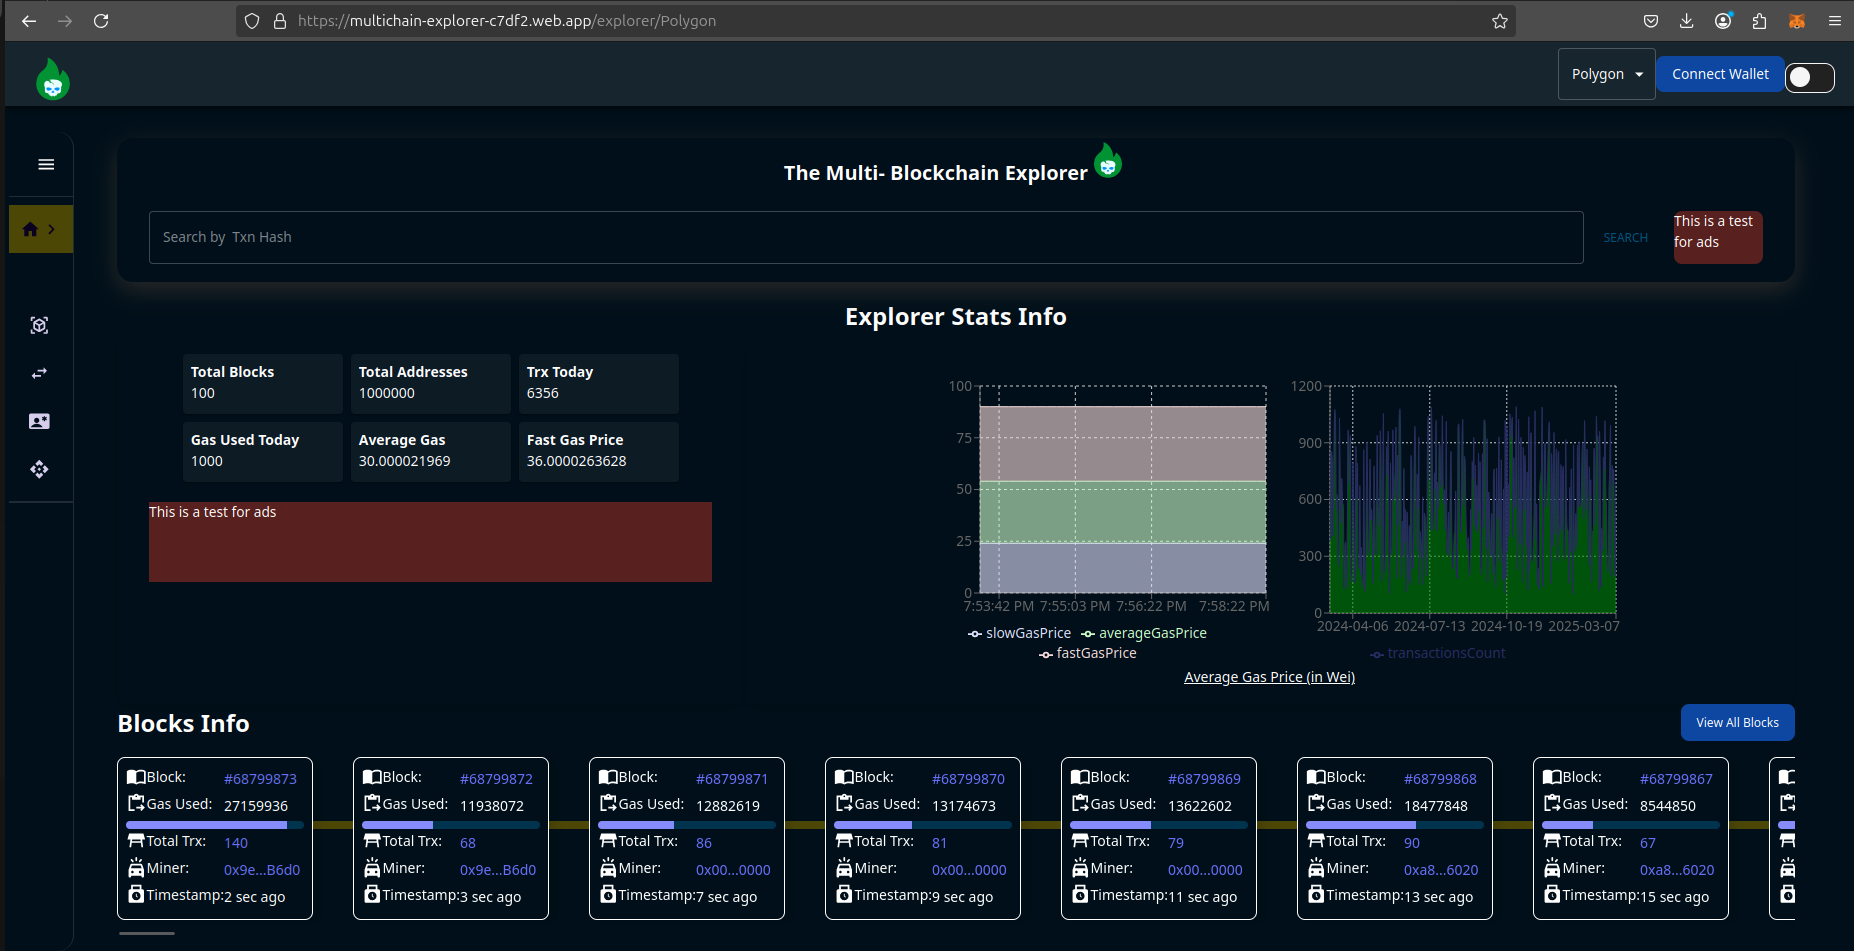 https://multichain-explorer-c7df2.web.app/explorer/Polygon
Polygon
Connect Wallet
The Multi- Blockchain Explorer
Search by Txn Hash
SEARCH
This is a test
for ads
Explorer Stats Info
Total Blocks
100
Total Addresses
1000000
Trx Today
6356
Gas Used Today
1000
Average Gas
30.000021969
Fast Gas Price
36.0000263628
This is a test for ads
100
75
50
25
0
7:53:42 PM 7:55:03 PM 7:56:22 PM 7:58:22 PM
slowGasPrice averageGasPrice
fastGasPrice
1200
900
600
300
0
2024-04-06 2024-07-13 2024-10-19 2025-03-07
transactionsCount
Average Gas Price (in Wei)
Blocks Info
View All Blocks
Block: #68799873
Gas Used: 27159936
Total Trx: 140
Miner: 0x9e...B6d0
Timestamp: 2 sec ago
Block: #68799872
Gas Used: 11938072
Total Trx: 68
Miner: 0x9e...B6d0
Timestamp: 3 sec ago
Block: #68799871
Gas Used: 12882619
Total Trx: 86
Miner: 0x00...0000
Timestamp: 7 sec ago
Block: #68799870
Gas Used: 13174673
Total Trx: 81
Miner: 0x00...0000
Timestamp: 9 sec ago
Block: #68799869
Gas Used: 13622602
Total Trx: 79
Miner: 0x00...0000
Timestamp: 11 sec ago
Block: #68799868
Gas Used: 18477848
Total Trx: 90
Miner: 0xa8...6020
Timestamp: 13 sec ago
Block: #68799867
Gas Used: 8544850
Total Trx: 67
Miner: 0xa8...6020
Timestamp: 15 sec ago